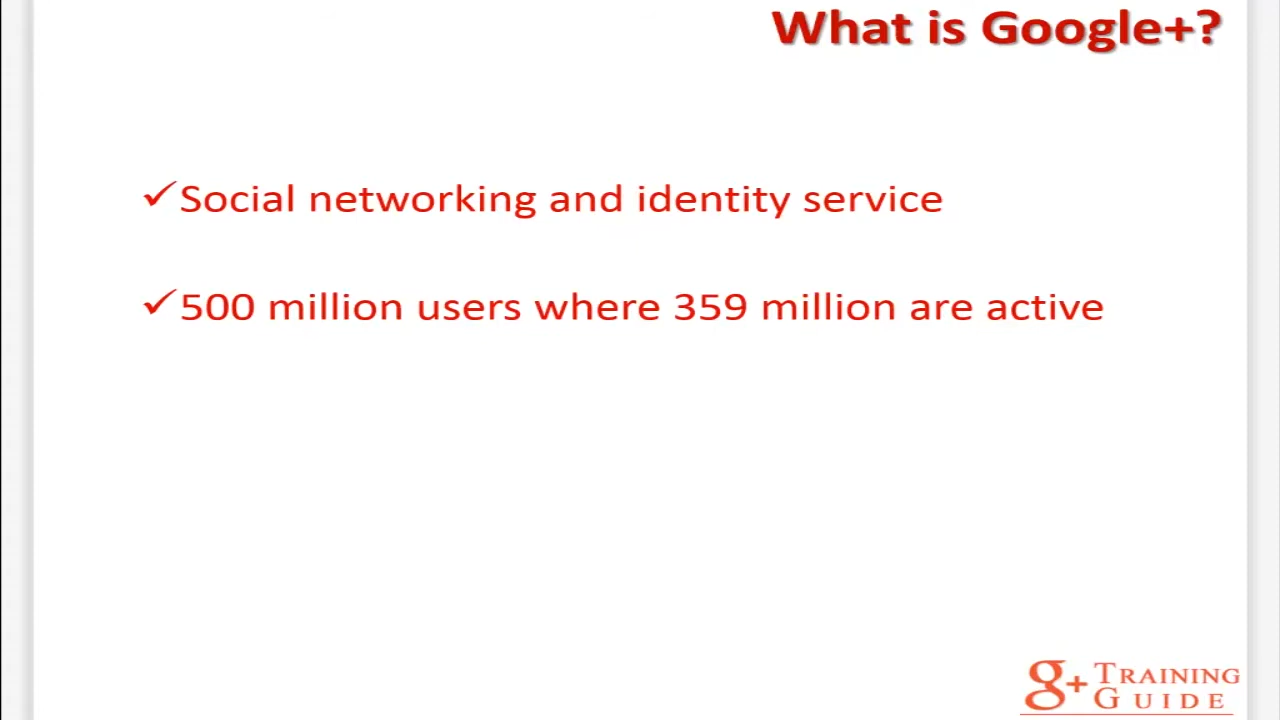 What is Google+?
✓Social networking and identity service
✓500 million users where 359 million are active
g+ TRAINING
GUIDE